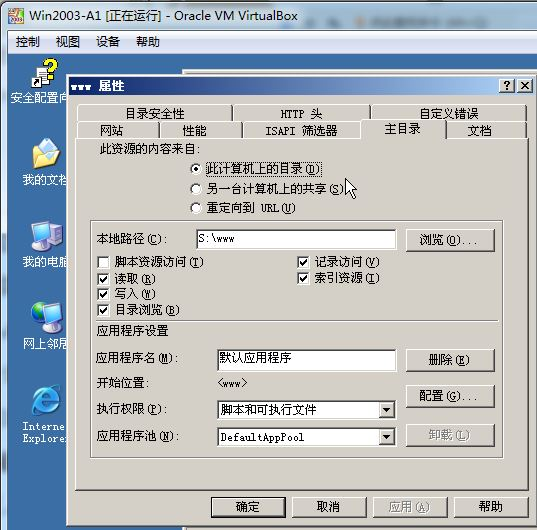 Win2003-A1 [正在运行] - Oracle VM VirtualBox
控制 视图 设备 帮助
安全配置向
我的文档
我的电脑
网上邻居
Interne
Explorer
www 属性
目录安全性 HTTP 头 自定义错误
网站 性能 ISAPI 筛选器 主目录 文档
此资源的内容来自:
此计算机上的目录(D)
另一台计算机上的共享(S)
重定向到 URL(U)
本地路径(C): S:\www 浏览(O)...
脚本资源访问(T) 记录访问(V)
读取(R) 索引资源(I)
写入(W)
目录浏览(B)
应用程序设置
应用程序名(M): 默认应用程序 删除(E)
开始位置: <www>
配置(G)...
执行权限(P): 脚本和可执行文件
应用程序池(N): DefaultAppPool 卸载(L)
确定 取消 应用(A) 帮助